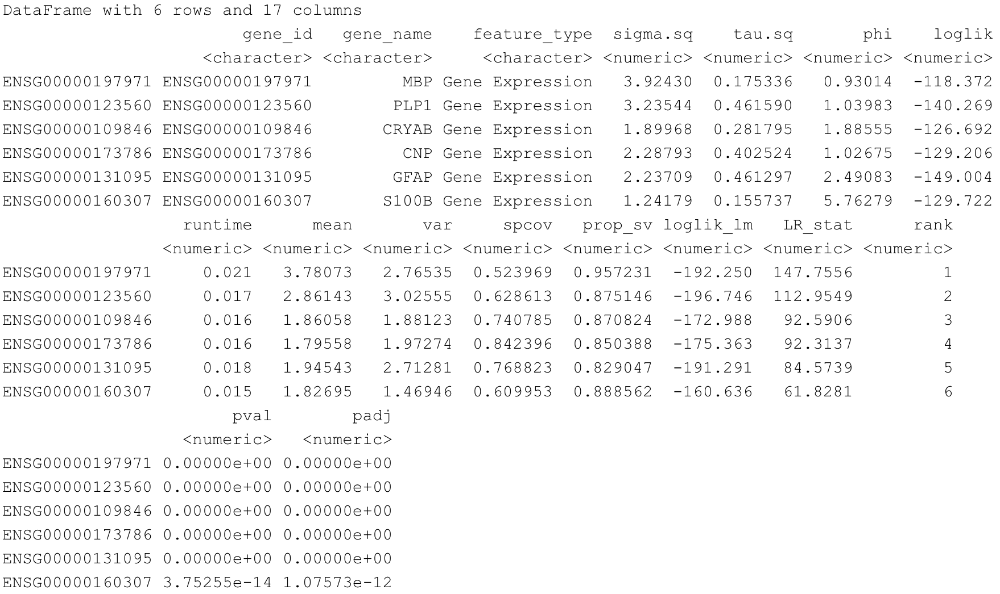 DataFrame with 6 rows and 17 columns
gene_id gene_name feature_type sigma.sq tau.sq phi loglik
<character> <character> <character> <numeric> <numeric> <numeric> <numeric>
ENSG00000197971 ENSG00000197971 MBP Gene Expression 3.92430 0.175336 0.93014 -118.372
ENSG00000123560 ENSG00000123560 PLP1 Gene Expression 3.23544 0.461590 1.03983 -140.269
ENSG00000109846 ENSG00000109846 CRYAB Gene Expression 1.89968 0.281795 1.88555 -126.692
ENSG00000173786 ENSG00000173786 CNP Gene Expression 2.28793 0.402524 1.02675 -129.206
ENSG00000131095 ENSG00000131095 GFAP Gene Expression 2.23709 0.461297 2.49083 -149.004
ENSG00000160307 ENSG00000160307 S100B Gene Expression 1.24179 0.155737 5.76279 -129.722
runtime mean var spcov prop_sv loglik_lm LR_stat rank
<numeric> <numeric> <numeric> <numeric> <numeric> <numeric> <numeric> <numeric>
ENSG00000197971 0.021 3.78073 2.76535 0.523969 0.957231 -192.250 147.7556 1
ENSG00000123560 0.017 2.86143 3.02555 0.628613 0.875146 -196.746 112.9549 2
ENSG00000109846 0.016 1.86058 1.88123 0.740785 0.870824 -172.988 92.5906 3
ENSG00000173786 0.016 1.79558 1.97274 0.842396 0.850388 -175.363 92.3137 4
ENSG00000131095 0.018 1.94543 2.71281 0.768823 0.829047 -191.291 84.5739 5
ENSG00000160307 0.015 1.82695 1.46946 0.609953 0.888562 -160.636 61.8281 6
pval padj
<numeric> <numeric>
ENSG00000197971 0.00000e+00 0.00000e+00
ENSG00000123560 0.00000e+00 0.00000e+00
ENSG00000109846 0.00000e+00 0.00000e+00
ENSG00000173786 0.00000e+00 0.00000e+00
ENSG00000131095 0.00000e+00 0.00000e+00
ENSG00000160307 3.75255e-14 1.07573e-12